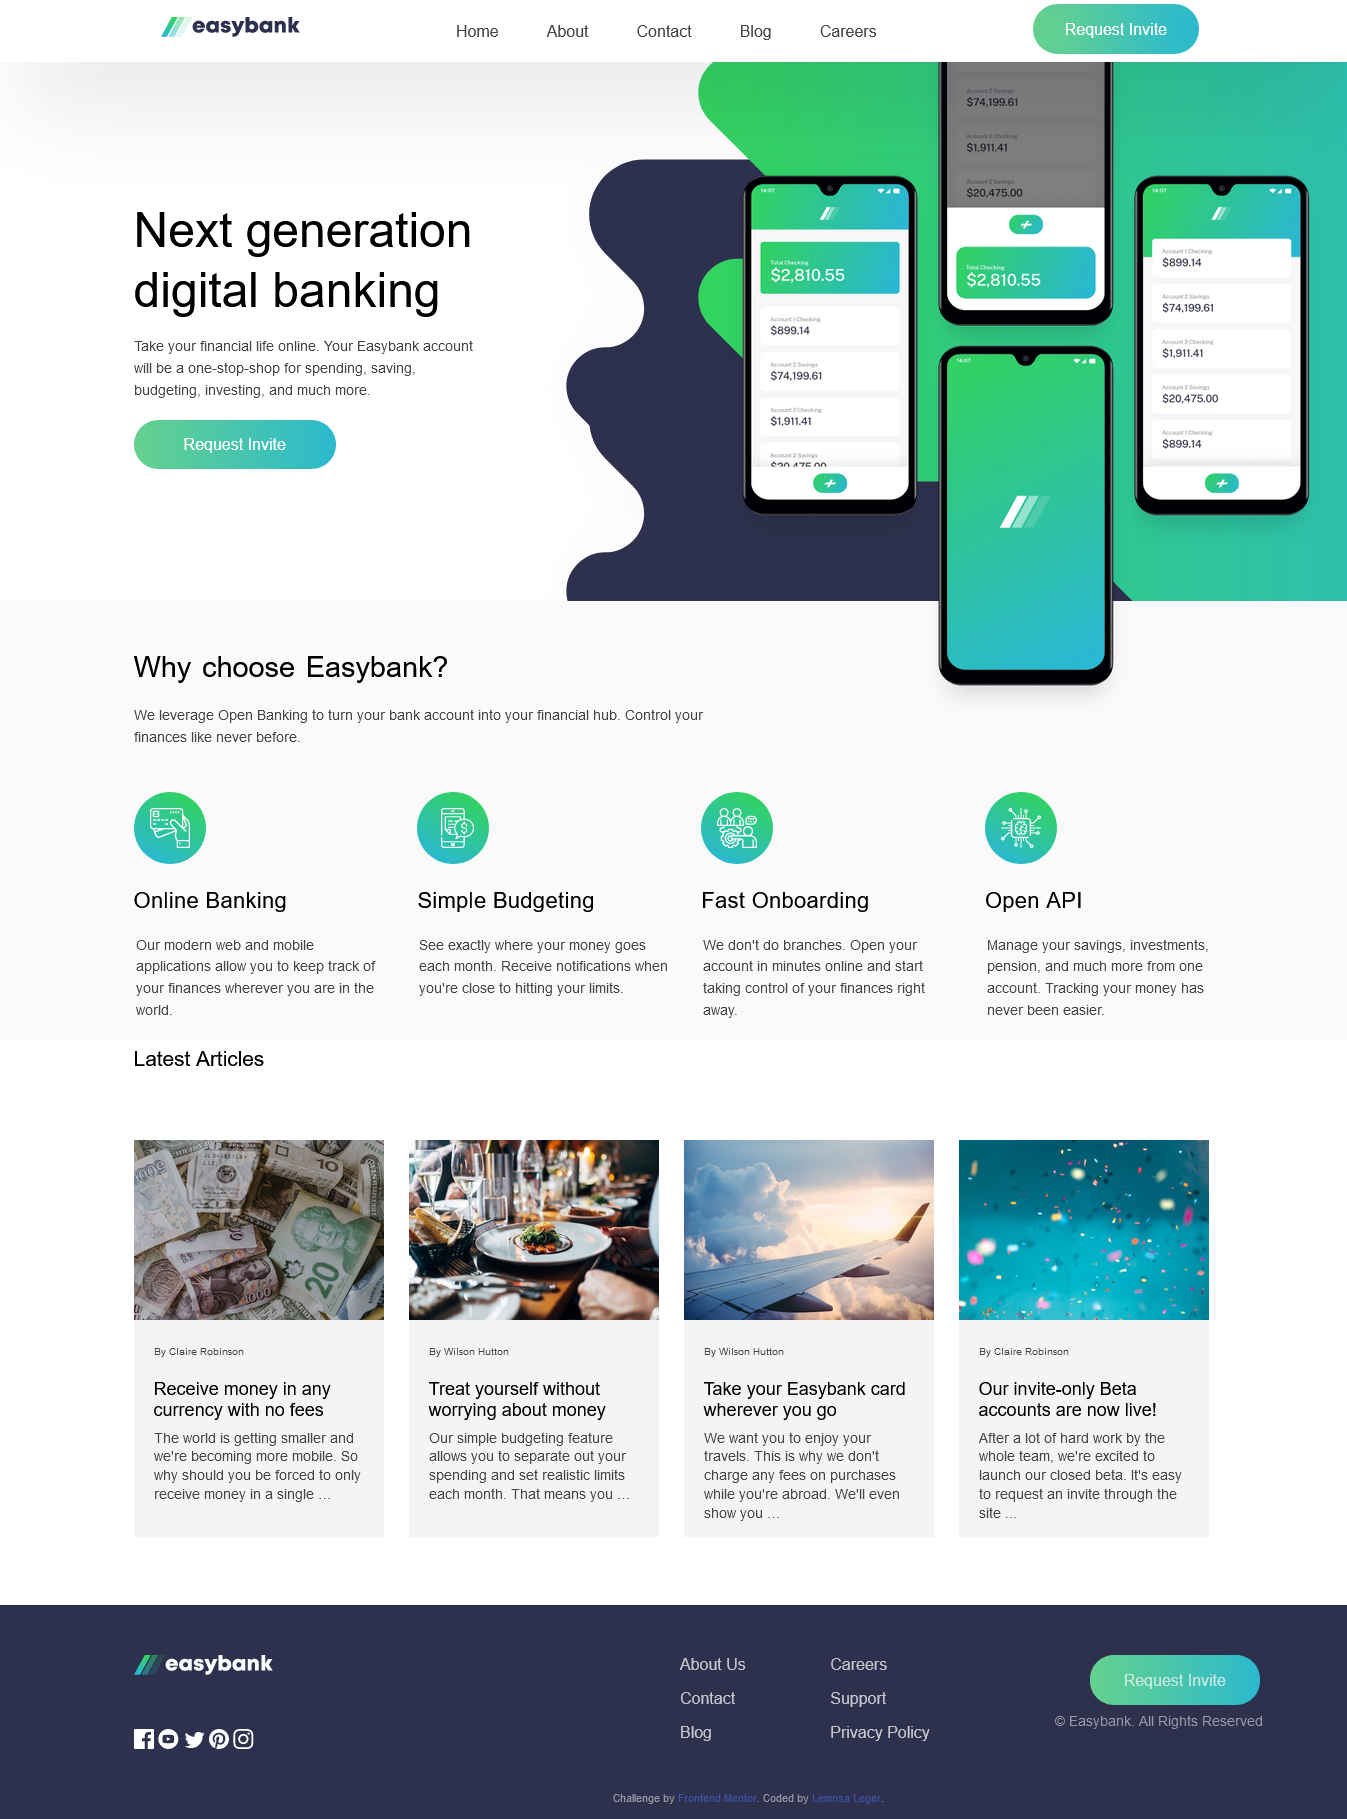 easybank
Home
About
Contact
Blog
Careers
Request Invite
Next generation
digital banking
Take your financial life online. Your Easybank account
will be a one-stop-shop for spending, saving,
budgeting, investing, and much more.
Request Invite
14:07
Total Checking
$2,810.55
Account 1 Checking
$899.14
Account 2 Savings
$74,199.61
Account 2 Checking
$1,911.41
Account 2 Savings
$20,475.00
Account 2 Savings
$74,199.61
Account 2 Checking
$1,911.41
Account 2 Savings
$20,475.00
Total Checking
$2,810.55
14:07
14:07
Account 1 Checking
$899.14
Account 2 Savings
$74,199.61
Account 2 Checking
$1,911.41
Account 2 Savings
$20,475.00
Account 1 Checking
$899.14
Why choose Easybank?
We leverage Open Banking to turn your bank account into your financial hub. Control your
finances like never before.
Online Banking
Our modern web and mobile
applications allow you to keep track of
your finances wherever you are in the
world.
Simple Budgeting
See exactly where your money goes
each month. Receive notifications when
you're close to hitting your limits.
Fast Onboarding
We don't do branches. Open your
account in minutes online and start
taking control of your finances right
away.
Open API
Manage your savings, investments,
pension, and much more from one
account. Tracking your money has
never been easier.
Latest Articles
By Claire Robinson
Receive money in any
currency with no fees
The world is getting smaller and
we're becoming more mobile. So
why should you be forced to only
receive money in a single …
By Wilson Hutton
Treat yourself without
worrying about money
Our simple budgeting feature
allows you to separate out your
spending and set realistic limits
each month. That means you …
By Wilson Hutton
Take your Easybank card
wherever you go
We want you to enjoy your
travels. This is why we don't
charge any fees on purchases
while you're abroad. We'll even
show you …
By Claire Robinson
Our invite-only Beta
accounts are now live!
After a lot of hard work by the
whole team, we're excited to
launch our closed beta. It's easy
to request an invite through the
site ...
easybank
About Us
Contact
Blog
Careers
Support
Privacy Policy
Request Invite
© Easybank. All Rights Reserved
Challenge by Frontend Mentor. Coded by Lemnsa Leger.